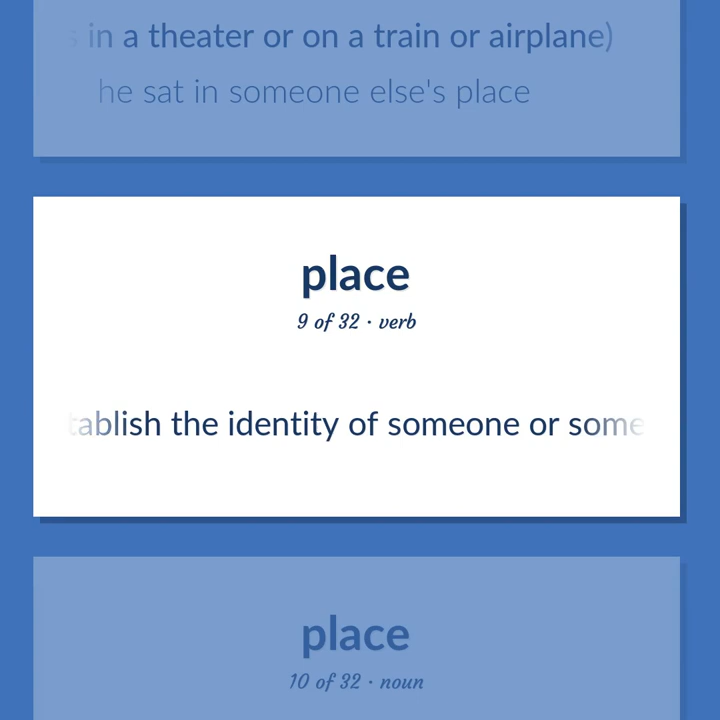 in a theater or on a train or airplane)
he sat in someone else's place
place
9 of 32 · verb
tablish the identity of someone or some
place
10 of 32 · noun